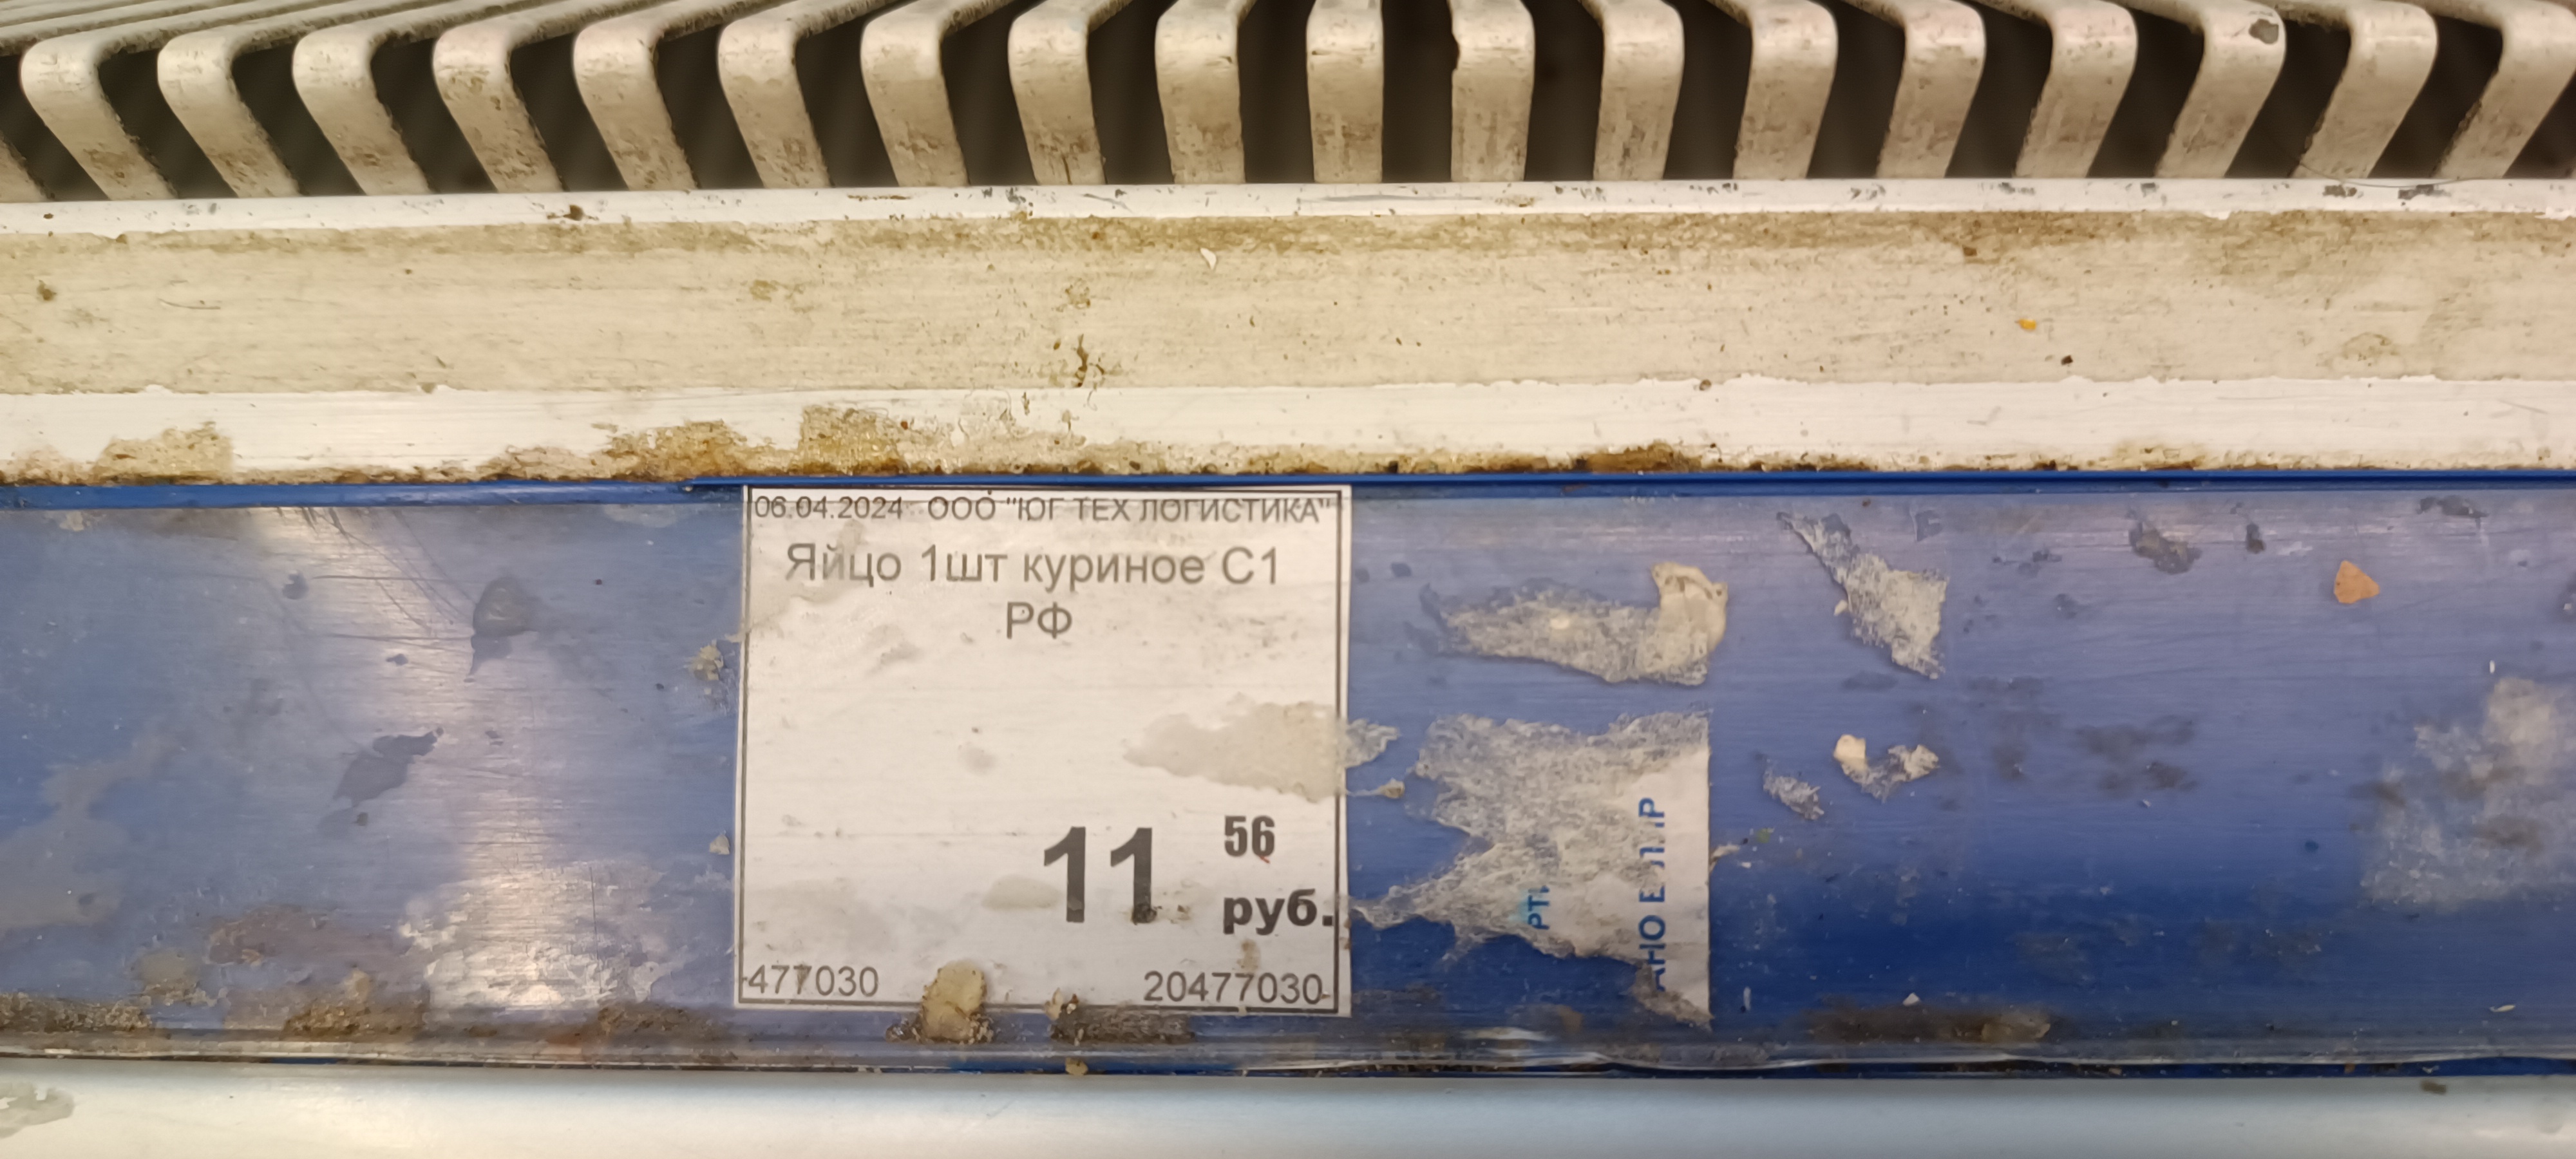 06.04.2024 ООО "ЮГ ТЕХ ЛОГИСТИКА"
Яйцо 1шт куриное С1
РФ
11 56
руб.
477030 20477030